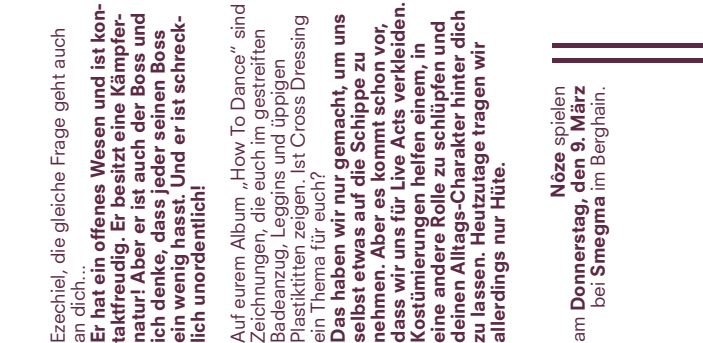 Ezechiel, die gleiche Frage geht auch
an dich...
Er hat ein offenes Wesen und ist kon-
taktfreudig. Er besitzt eine Kämpfer-
natur! Aber er ist auch der Boss und
ich denke, dass jeder seinen Boss
ein wenig hasst. Und er ist schreck-
lich unordentlich!
Auf eurem Album „How To Dance“ sind
Zeichnungen, die euch im gestreiften
Badeanzug, Leggins und üppigen
Plastiktitten zeigen. Ist Cross Dressing
ein Thema für euch?
Das haben wir nur gemacht, um uns
selbst etwas auf die Schippe zu
nehmen. Aber es kommt schon vor,
dass wir uns für Live Acts verkleiden.
Kostümierungen helfen einem, in
eine andere Rolle zu schlüpfen und
deinen Alltags-Charakter hinter dich
zu lassen. Heutzutage tragen wir
allerdings nur Hüte.
Nôze spielen
am Donnerstag, den 9. März
bei Smegma im Berghain.